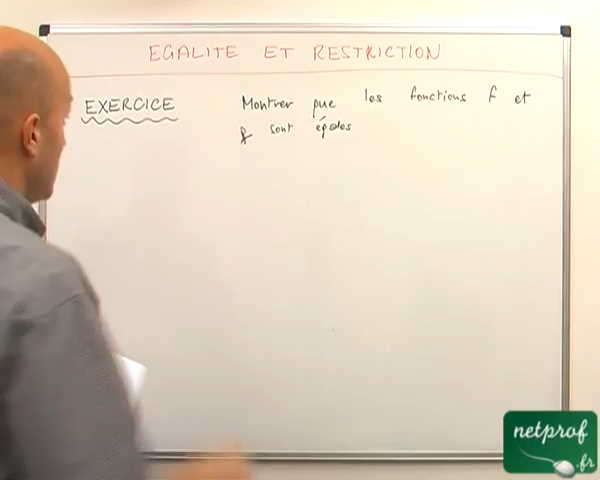 EGALITE ET RESTRICTION
EXERCICE
Montrer que les fonctions f et
g sont égales
netprof
.fr